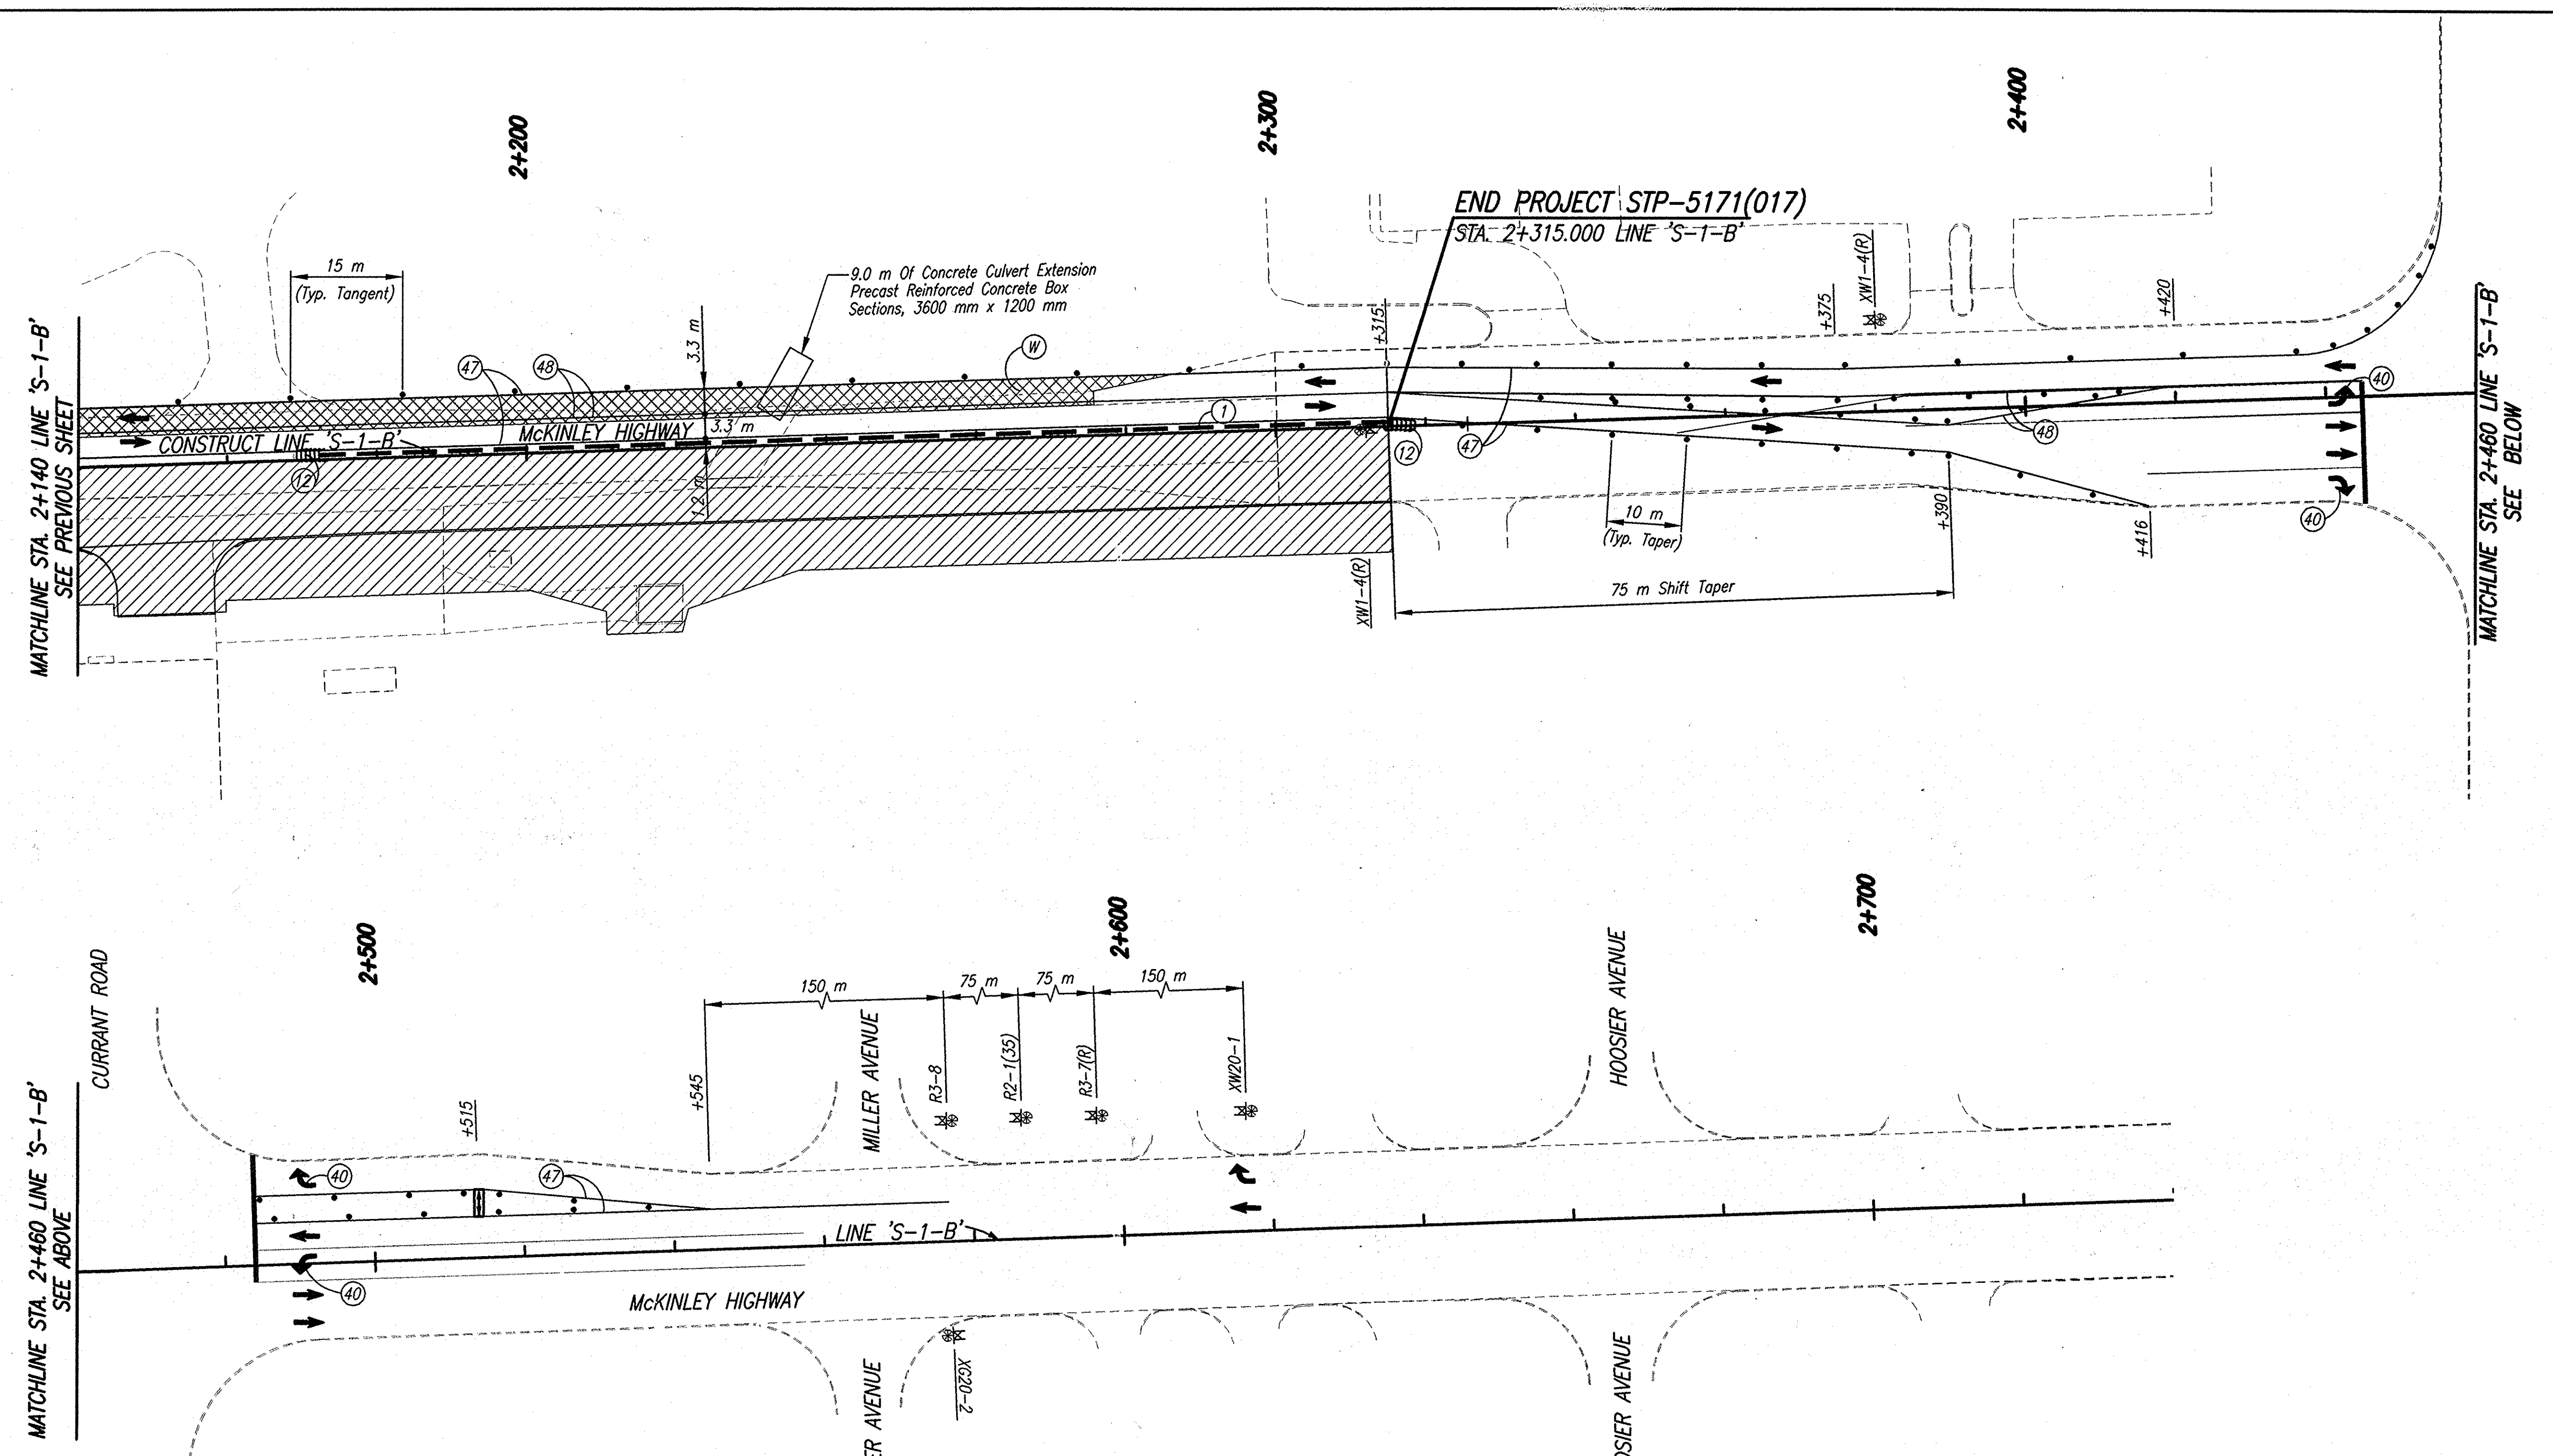 2+200
2+300
2+400
END PROJECT STP-5171(017)
STA. 2+315.000 LINE 'S-1-B'
XW1-4(R)
15 m
(Typ. Tangent)
9.0 m Of Concrete Culvert Extension
Precast Reinforced Concrete Box
Sections, 3600 mm x 1200 mm
3.3 m
+315
+375
+420
MATCHLINE STA. 2+140 LINE 'S-1-B'
SEE PREVIOUS SHEET
47
48
W
1
40
3.3 m
McKINLEY HIGHWAY
CONSTRUCT LINE 'S-1-B'
12
12
47
48
1.2 m
10 m
(Typ. Taper)
+390
+416
40
XW1-4(R)
75 m Shift Taper
MATCHLINE STA. 2+460 LINE 'S-1-B'
SEE BELOW
2+500
2+600
2+700
CURRANT ROAD
150 m
75 m
75 m
150 m
MILLER AVENUE
HOOSIER AVENUE
+515
+545
R3-8
R2-1(35)
R3-7(R)
XW20-1
40
47
LINE 'S-1-B'
40
McKINLEY HIGHWAY
MATCHLINE STA. 2+460 LINE 'S-1-B'
SEE ABOVE
XG20-2
ER AVENUE
OSIER AVENUE